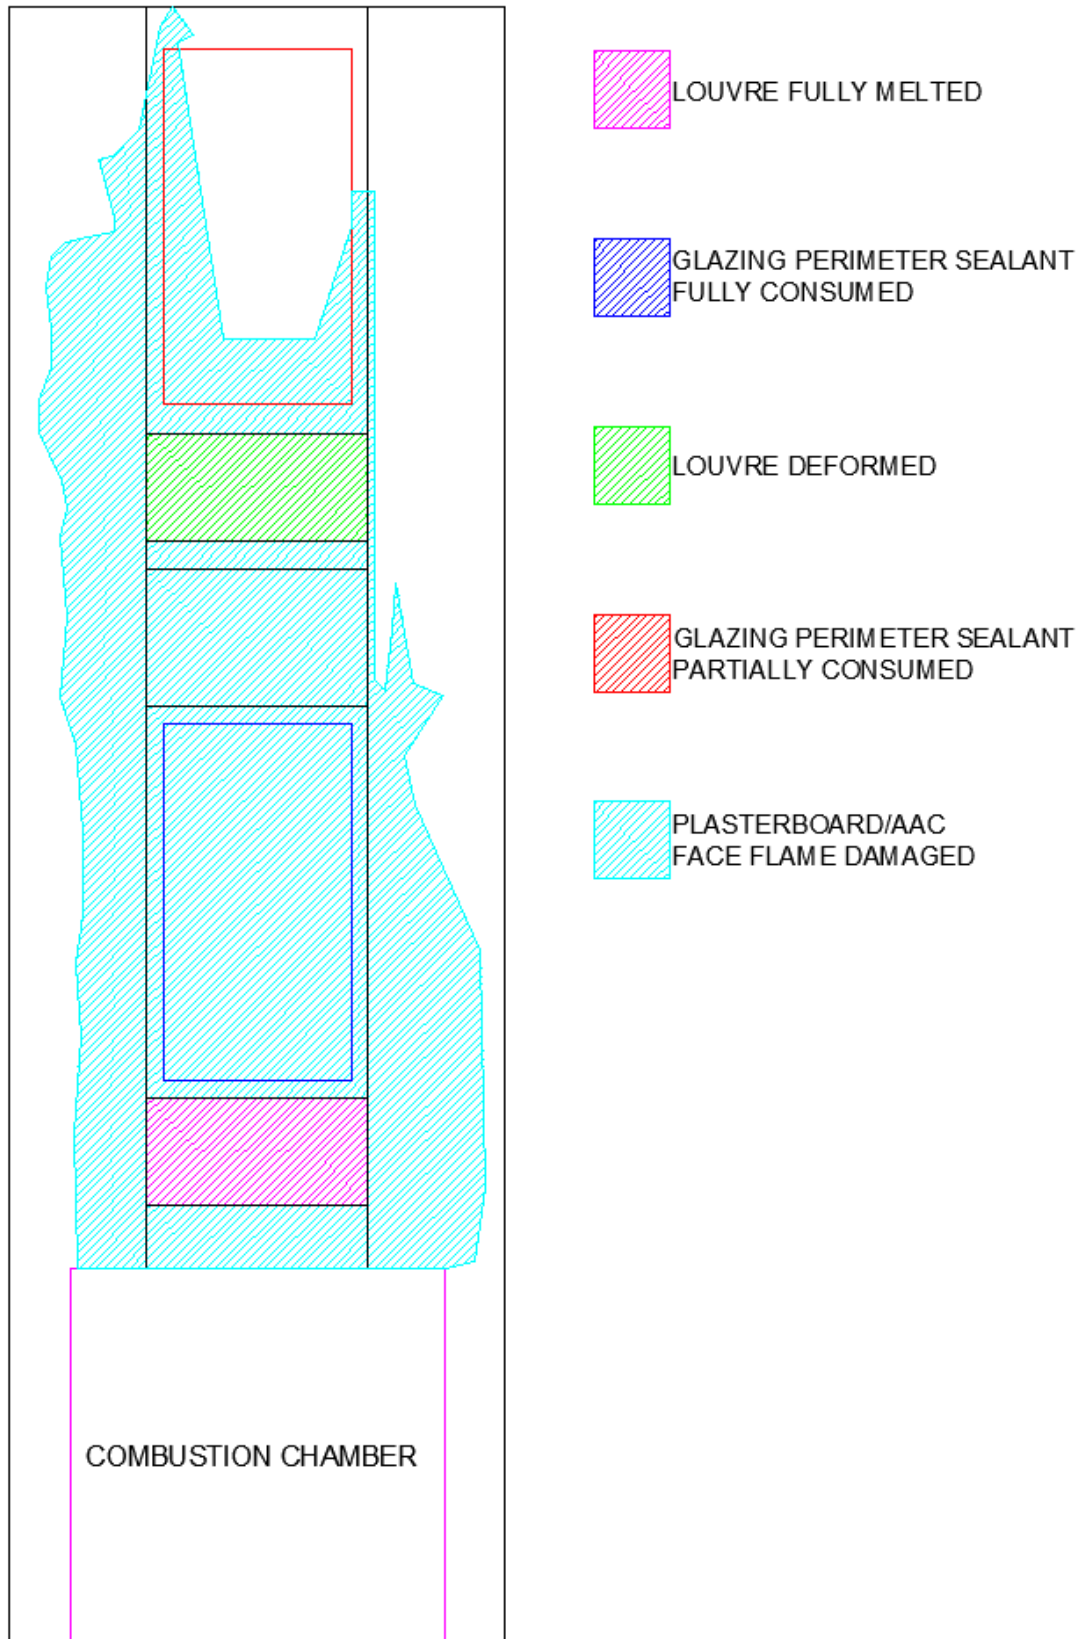 LOUVRE FULLY MELTED
GLAZING PERIMETER SEALANT
FULLY CONSUMED
LOUVRE DEFORMED
GLAZING PERIMETER SEALANT
PARTIALLY CONSUMED
PLASTERBOARD/AAC
FACE FLAME DAMAGED
COMBUSTION CHAMBER